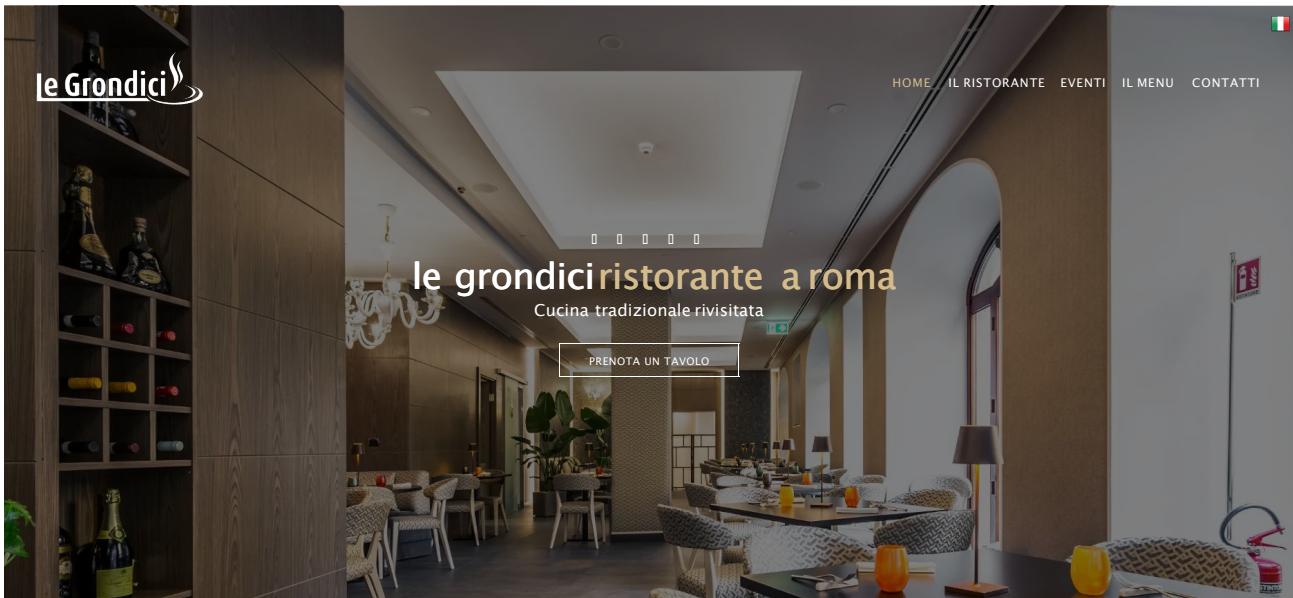 le Grondici
HOME IL RISTORANTE EVENTI IL MENU CONTATTI
le grondici ristorante a roma
Cucina tradizionale rivisitata
PRENOTA UN TAVOLO